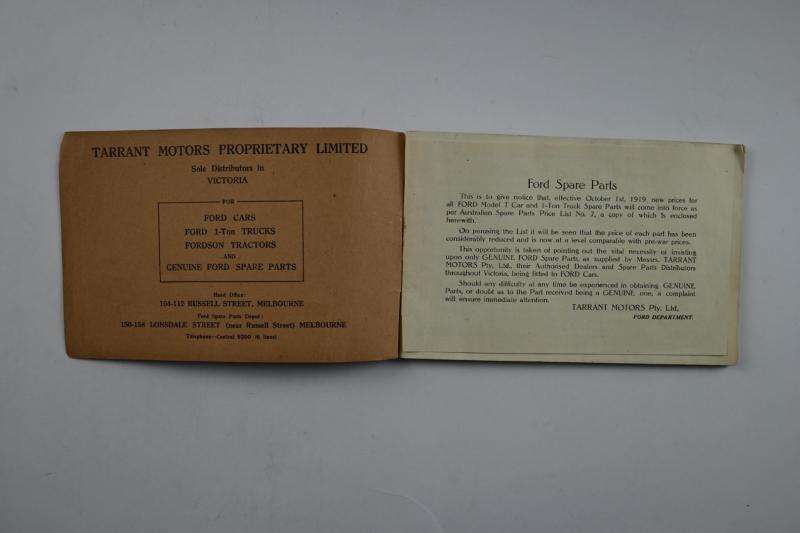 TARRANT MOTORS PROPRIETARY LIMITED
Sole Distributors in
VICTORIA
FOR
FORD CARS
FORD 1-Ton TRUCKS
FORDSON TRACTORS
AND
GENUINE FORD SPARE PARTS
Head Office:
104-112 RUSSELL STREET, MELBOURNE
Ford Spare Parts Depot:
150-158 LONSDALE STREET (near Russell Street) MELBOURNE
Telephone—Central 9200 (6 lines)
Ford Spare Parts
This is to give notice that, effective October 1st, 1919, new prices for
all FORD Model T Car and 1-Ton Truck Spare Parts will come into force as
per Australian Spare Parts Price List No. 7, a copy of which is enclosed
herewith.
On perusing the List it will be seen that the price of each part has been
considerably reduced and is now at a level comparable with pre-war prices.
This opportunity is taken of pointing out the vital necessity or insisting
upon only GENUINE FORD Spare Parts, as supplied by Messrs. TARRANT
MOTORS Pty. Ltd., their Authorised Dealers and Spare Parts Distributors
throughout Victoria, being fitted to FORD Cars.
Should any difficulty at any time be experienced in obtaining GENUINE
Parts, or doubt as to the Part received being a GENUINE one, a complaint
will ensure immediate attention.
TARRANT MOTORS Pty. Ltd,
FORD DEPARTMENT.